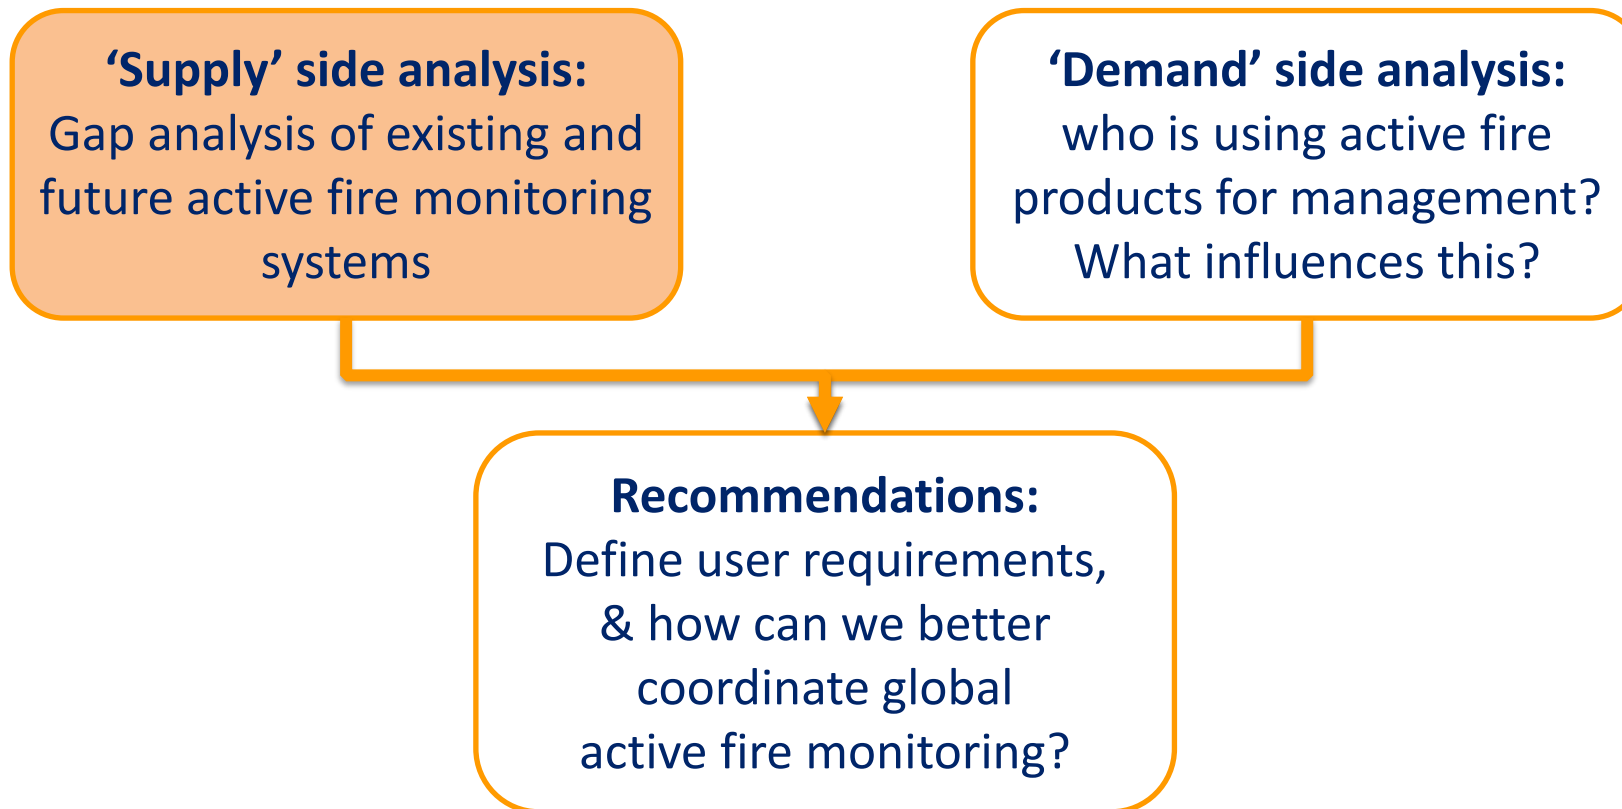 ‘Supply’ side analysis:
Gap analysis of existing and
future active fire monitoring
systems
‘Demand’ side analysis:
who is using active fire
products for management?
What influences this?
Recommendations:
Define user requirements,
& how can we better
coordinate global
active fire monitoring?